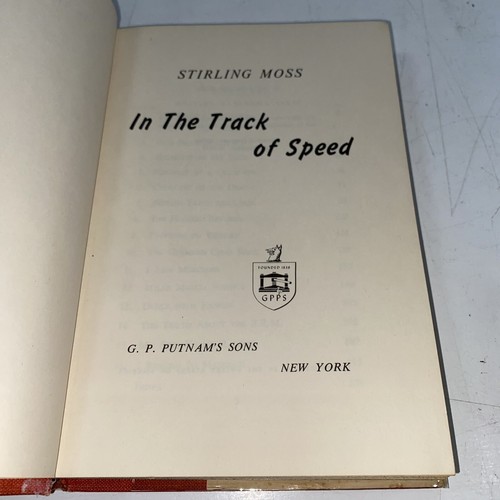 STIRLING MOSS
In The Track
of Speed
FOUNDED 1838
GPPS
G. P. PUTNAM'S SONS
NEW YORK